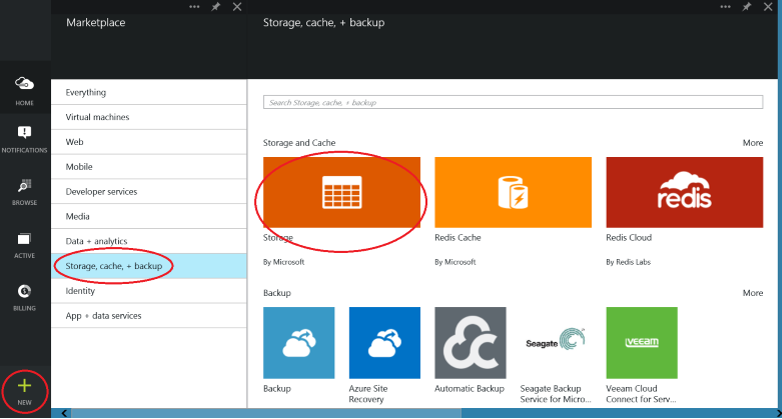 Marketplace
Storage, cache, + backup
HOME
NOTIFICATIONS
BROWSE
ACTIVE
BILLING
NEW
Everything
Virtual machines
Web
Mobile
Developer services
Media
Data + analytics
Storage, cache, + backup
Identity
App + data services
Search Storage, cache, + backup
Storage and Cache
More
redis
Storage
Redis Cache
Redis Cloud
By Microsoft
By Microsoft
By Redis Labs
Backup
More
Seagate
veeam
Backup
Azure Site
Recovery
Automatic Backup
Seagate Backup
Service for Micro...
Veeam Cloud
Connect for Serv...